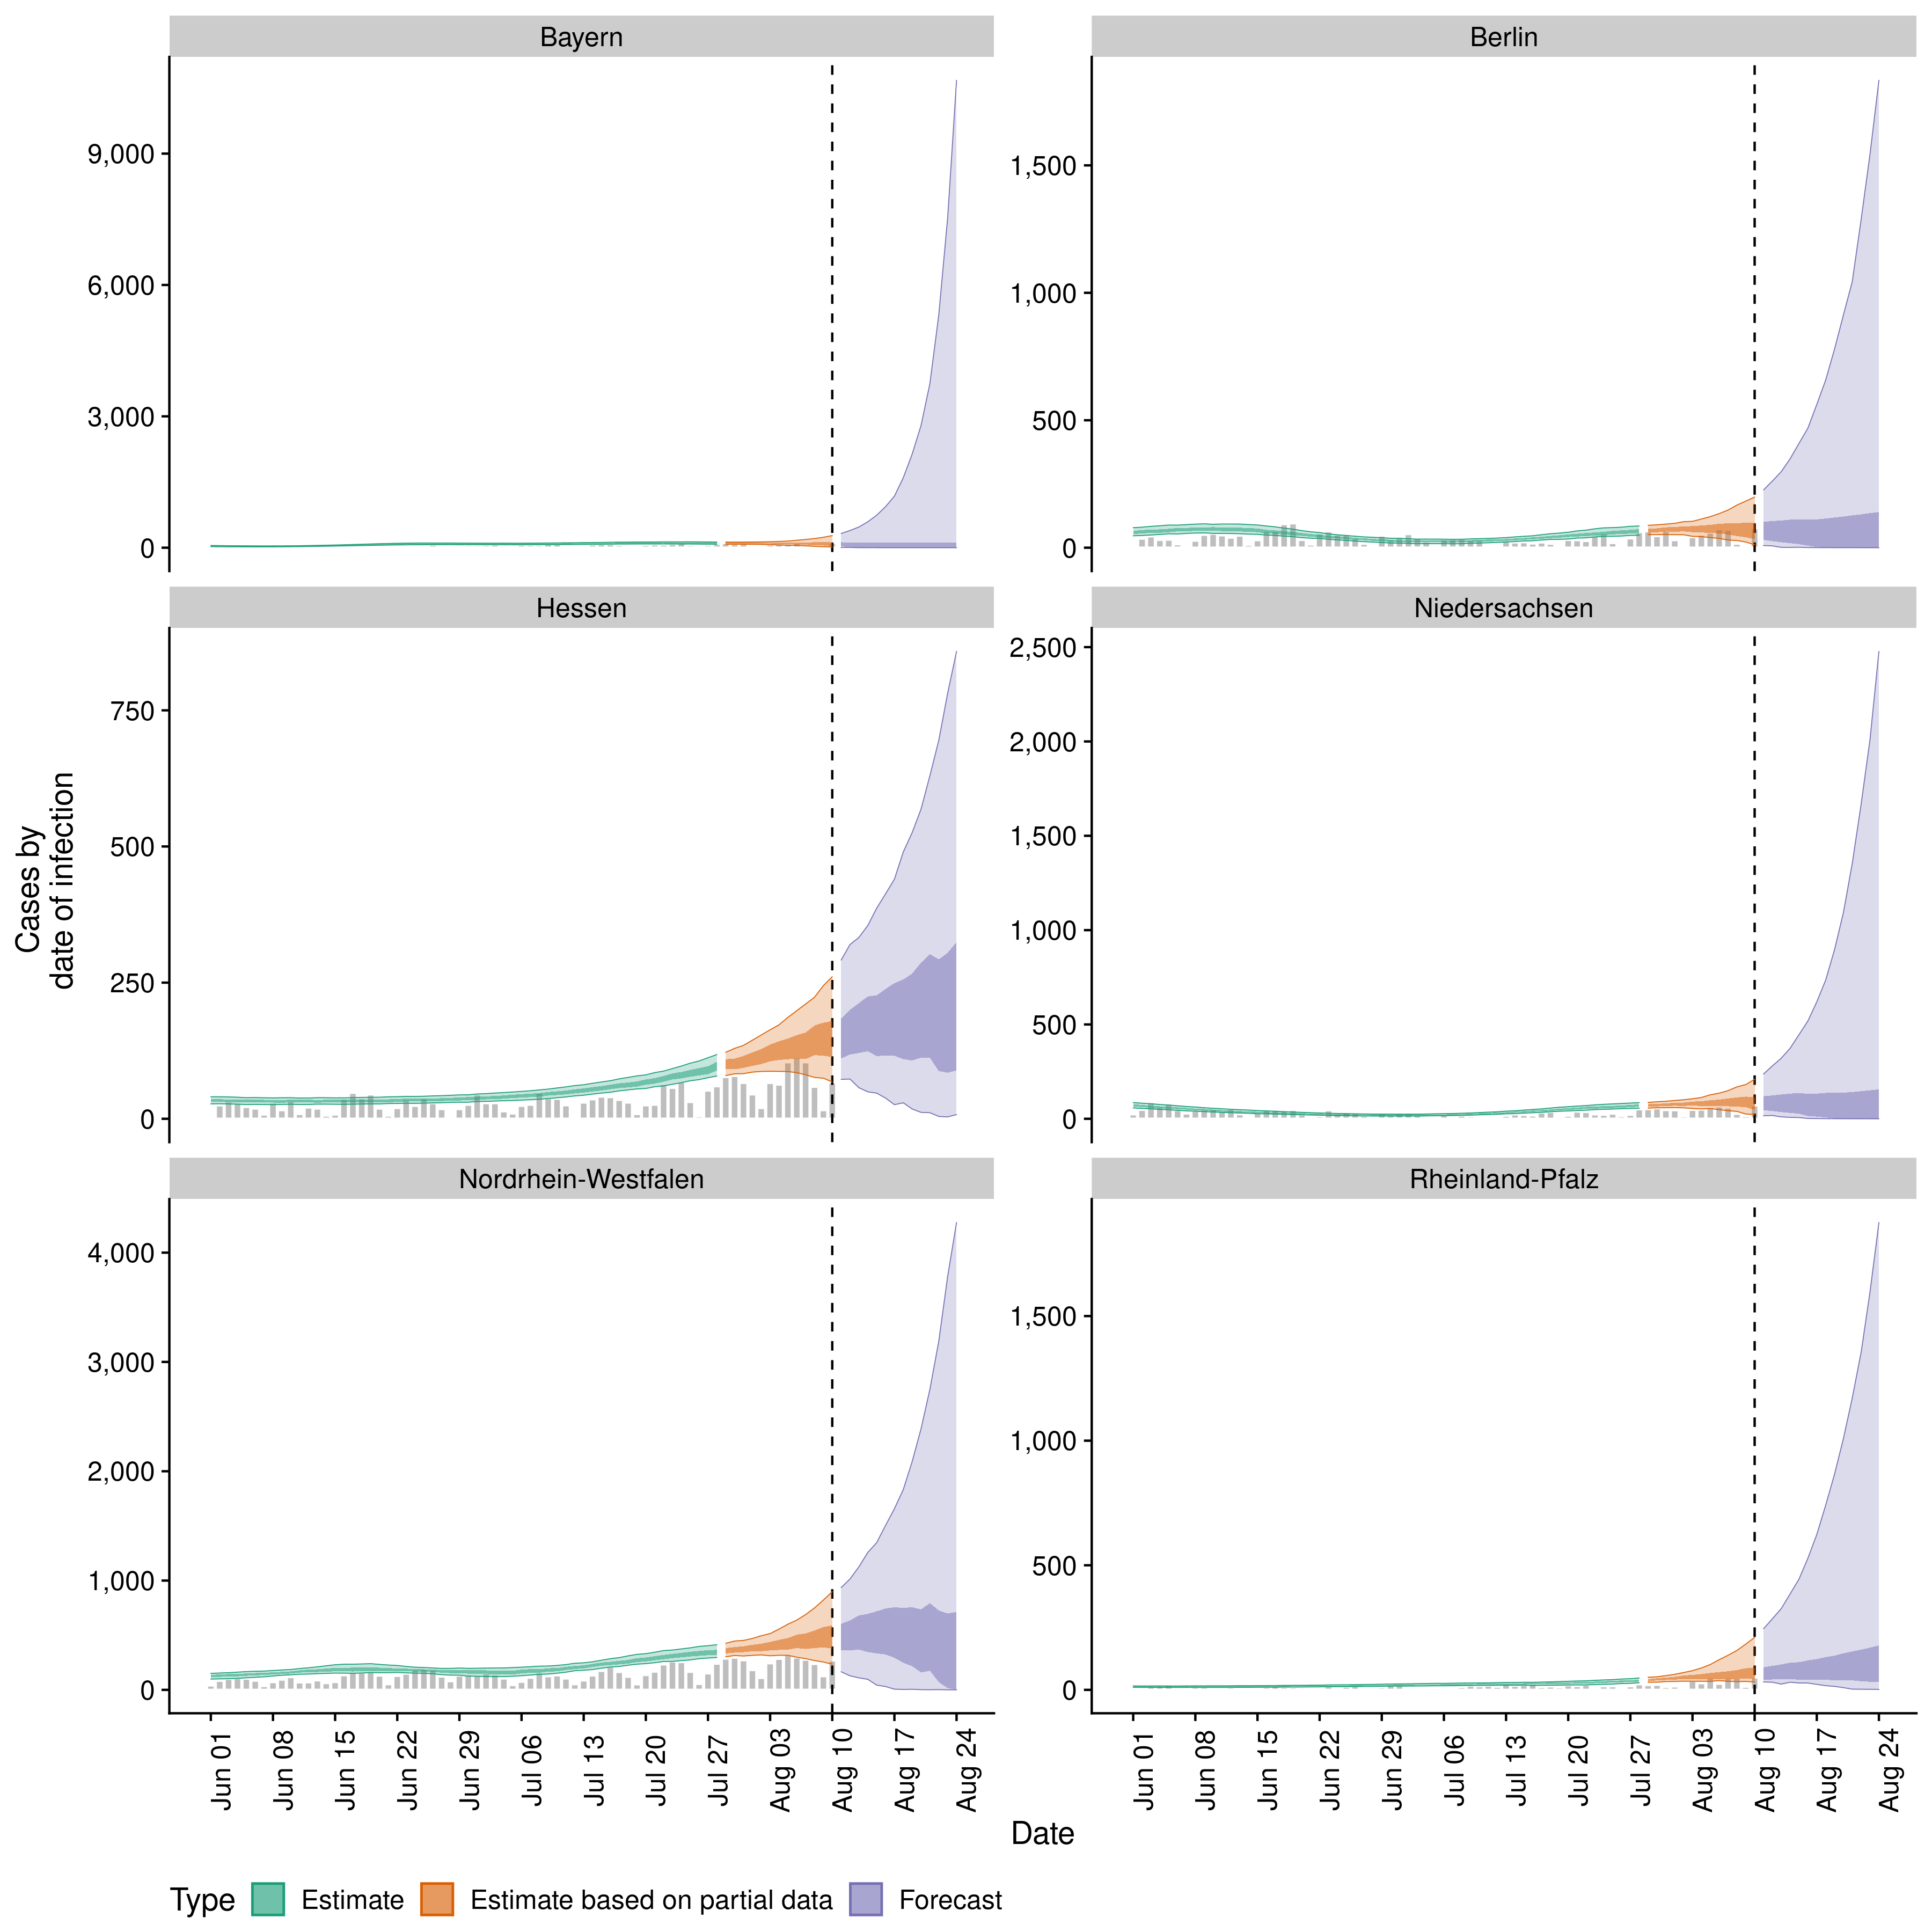 Bayern
Berlin
9,000
6,000
3,000
0
1,500
1,000
500
0
Hessen
Niedersachsen
750
500
250
0
2,500
2,000
1,500
1,000
500
0
Cases by
date of infection
Nordrhein-Westfalen
Rheinland-Pfalz
4,000
3,000
2,000
1,000
0
1,500
1,000
500
0
Jun 01
Jun 08
Jun 15
Jun 22
Jun 29
Jul 06
Jul 13
Jul 20
Jul 27
Aug 03
Aug 10
Aug 17
Aug 24
Jun 01
Jun 08
Jun 15
Jun 22
Jun 29
Jul 06
Jul 13
Jul 20
Jul 27
Aug 03
Aug 10
Aug 17
Aug 24
Date
Type Estimate Estimate based on partial data Forecast